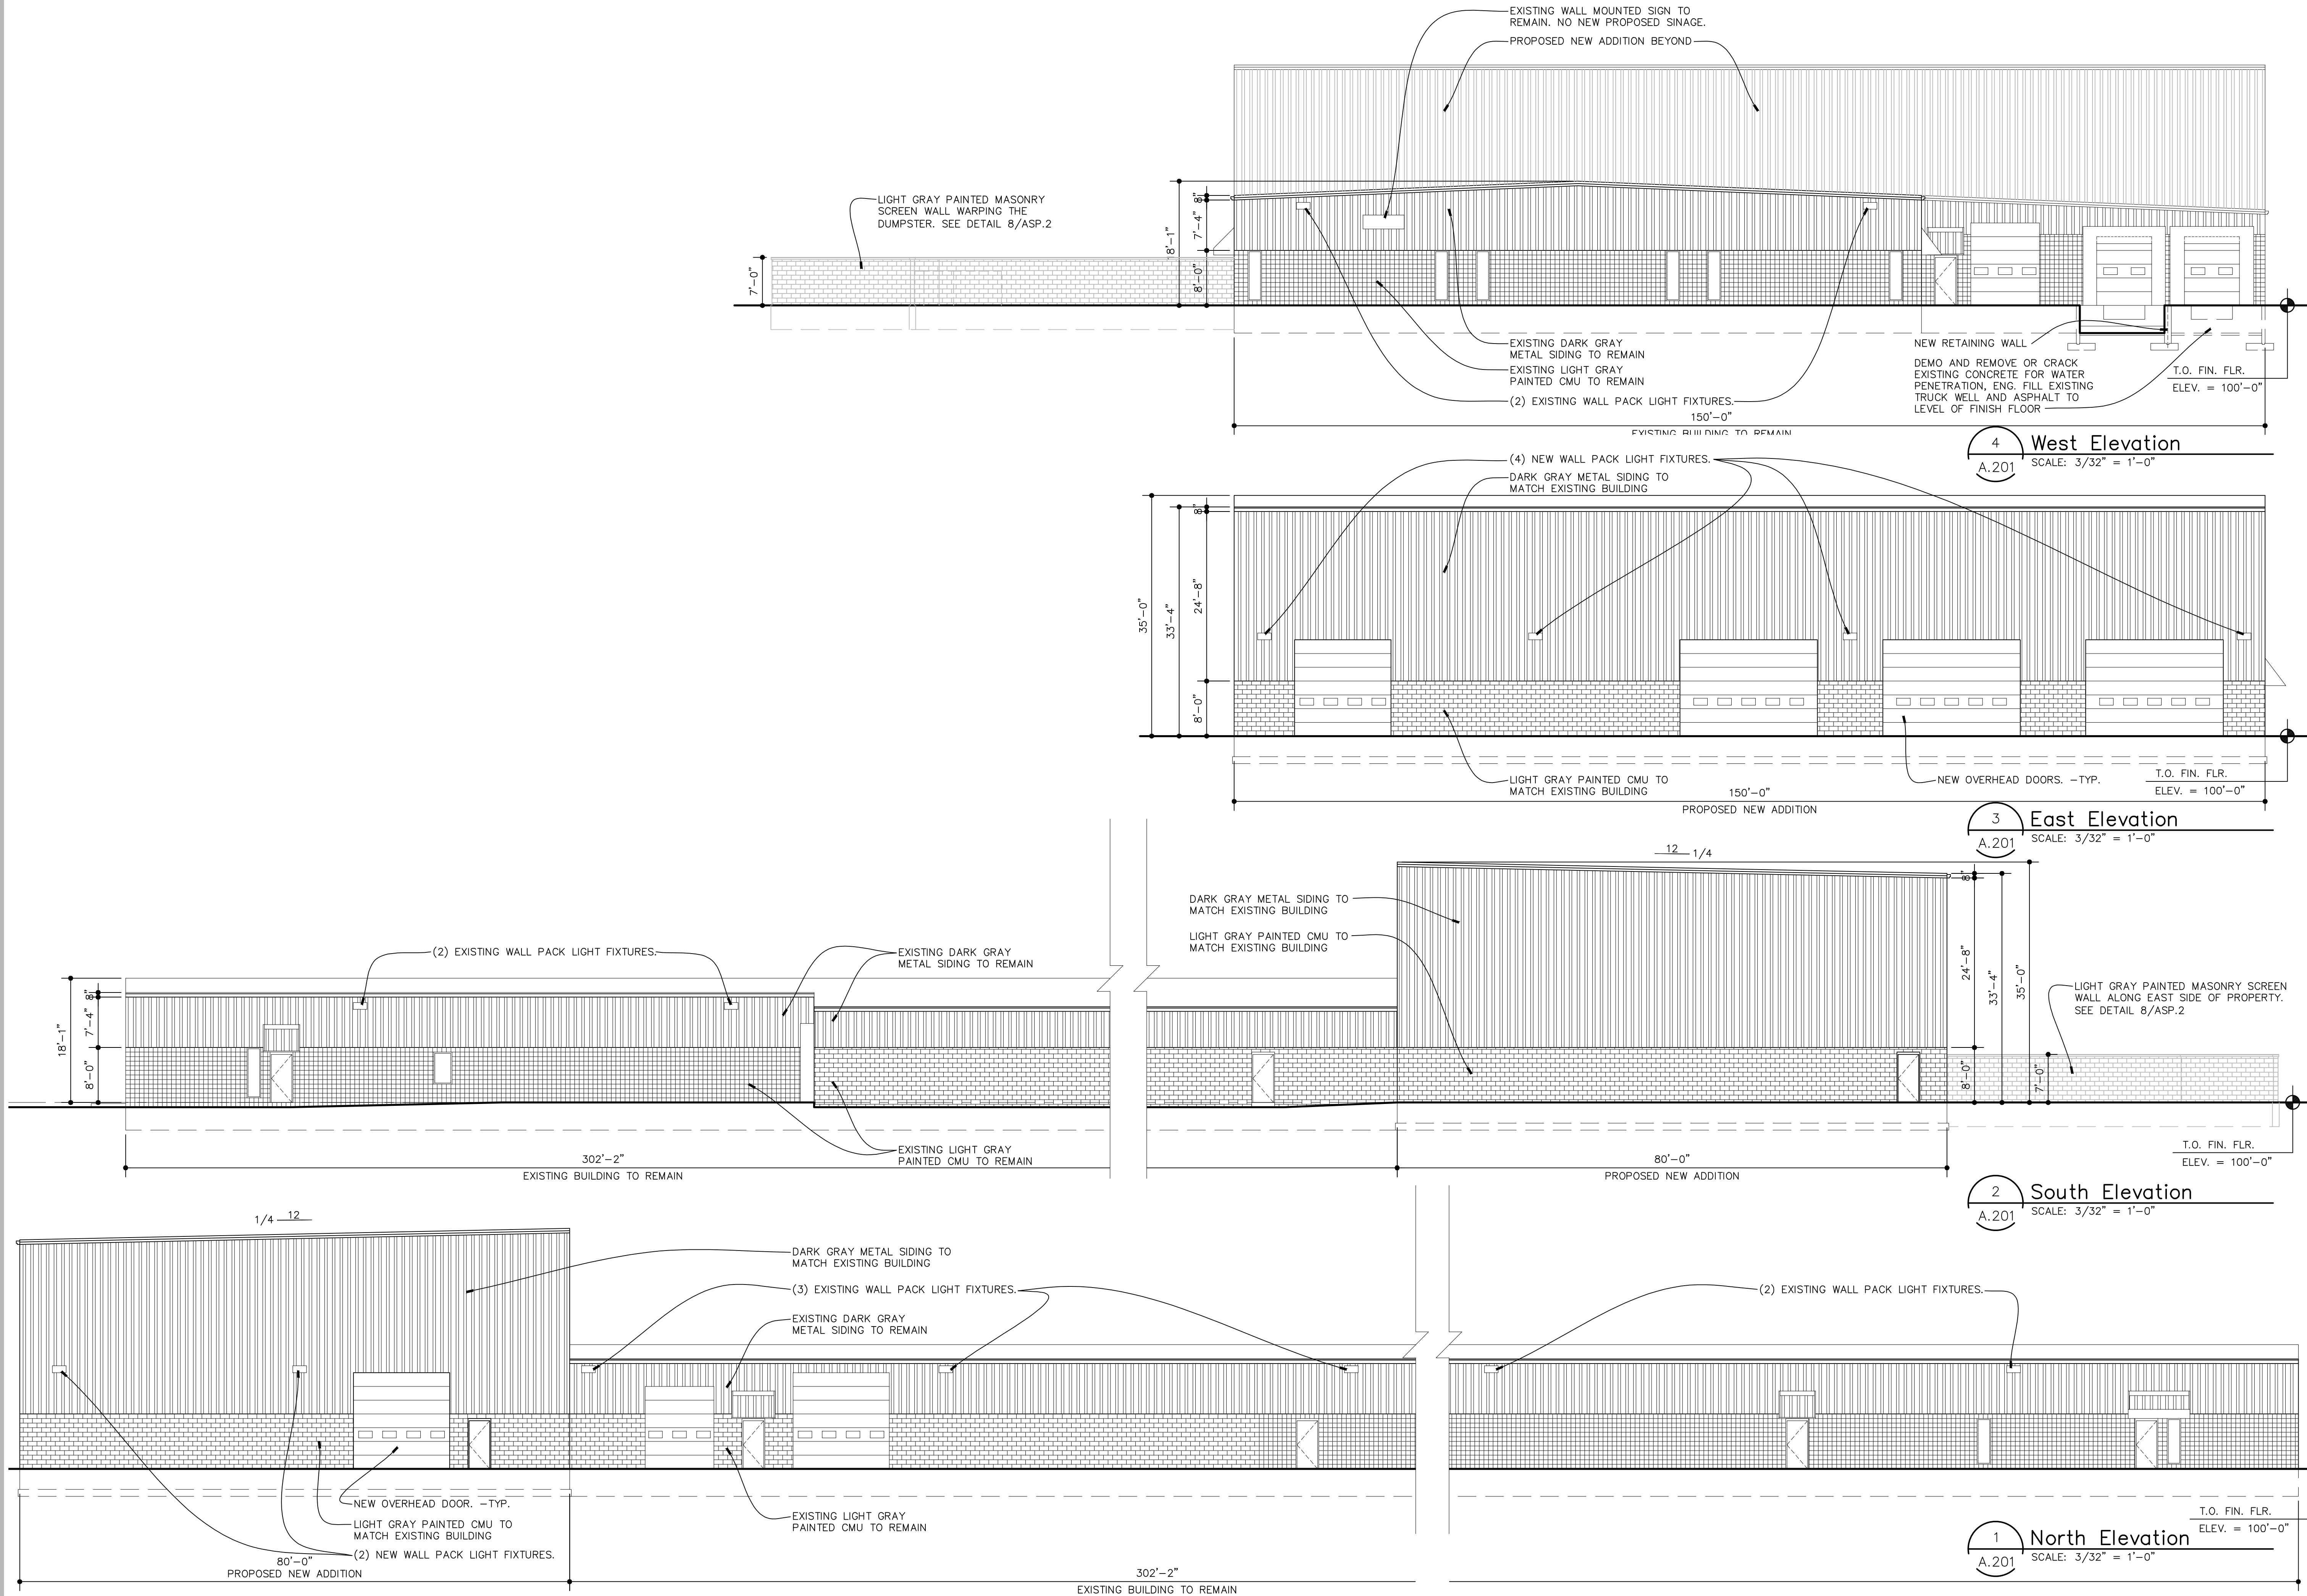 EXISTING WALL MOUNTED SIGN TO
REMAIN. NO NEW PROPOSED SINAGE.
PROPOSED NEW ADDITION BEYOND
LIGHT GRAY PAINTED MASONRY
SCREEN WALL WARPING THE
DUMPSTER. SEE DETAIL 8/ASP.2
7'-0"
8'-1"
8"
7'-4"
8'-0"
EXISTING DARK GRAY
METAL SIDING TO REMAIN
EXISTING LIGHT GRAY
PAINTED CMU TO REMAIN
(2) EXISTING WALL PACK LIGHT FIXTURES.
NEW RETAINING WALL
DEMO AND REMOVE OR CRACK
EXISTING CONCRETE FOR WATER
PENETRATION, ENG. FILL EXISTING
TRUCK WELL AND ASPHALT TO
LEVEL OF FINISH FLOOR
T.O. FIN. FLR.
ELEV. = 100'-0"
150'-0"
EXISTING BUILDING TO REMAIN
4
A.201
West Elevation
SCALE: 3/32" = 1'-0"
(4) NEW WALL PACK LIGHT FIXTURES.
DARK GRAY METAL SIDING TO
MATCH EXISTING BUILDING
35'-0"
33'-4"
8"
24'-8"
8'-0"
LIGHT GRAY PAINTED CMU TO
MATCH EXISTING BUILDING
NEW OVERHEAD DOORS. -TYP.
T.O. FIN. FLR.
ELEV. = 100'-0"
150'-0"
PROPOSED NEW ADDITION
3
A.201
East Elevation
SCALE: 3/32" = 1'-0"
12
1/4
DARK GRAY METAL SIDING TO
MATCH EXISTING BUILDING
LIGHT GRAY PAINTED CMU TO
MATCH EXISTING BUILDING
(2) EXISTING WALL PACK LIGHT FIXTURES.
EXISTING DARK GRAY
METAL SIDING TO REMAIN
18'-1"
8"
7'-4"
8'-0"
8"
24'-8"
33'-4"
35'-0"
8'-0"
7'-0"
LIGHT GRAY PAINTED MASONRY SCREEN
WALL ALONG EAST SIDE OF PROPERTY.
SEE DETAIL 8/ASP.2
EXISTING LIGHT GRAY
PAINTED CMU TO REMAIN
302'-2"
EXISTING BUILDING TO REMAIN
80'-0"
PROPOSED NEW ADDITION
T.O. FIN. FLR.
ELEV. = 100'-0"
2
A.201
South Elevation
SCALE: 3/32" = 1'-0"
1/4
12
DARK GRAY METAL SIDING TO
MATCH EXISTING BUILDING
(3) EXISTING WALL PACK LIGHT FIXTURES.
EXISTING DARK GRAY
METAL SIDING TO REMAIN
(2) EXISTING WALL PACK LIGHT FIXTURES.
NEW OVERHEAD DOOR. -TYP.
LIGHT GRAY PAINTED CMU TO
MATCH EXISTING BUILDING
(2) NEW WALL PACK LIGHT FIXTURES.
EXISTING LIGHT GRAY
PAINTED CMU TO REMAIN
80'-0"
PROPOSED NEW ADDITION
302'-2"
EXISTING BUILDING TO REMAIN
T.O. FIN. FLR.
ELEV. = 100'-0"
1
A.201
North Elevation
SCALE: 3/32" = 1'-0"